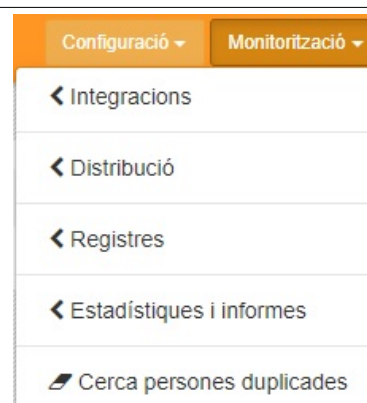 Configuració Monitorització
Integracions
Distribució
Registres
Estadístiques i informes
Cerca persones duplicades